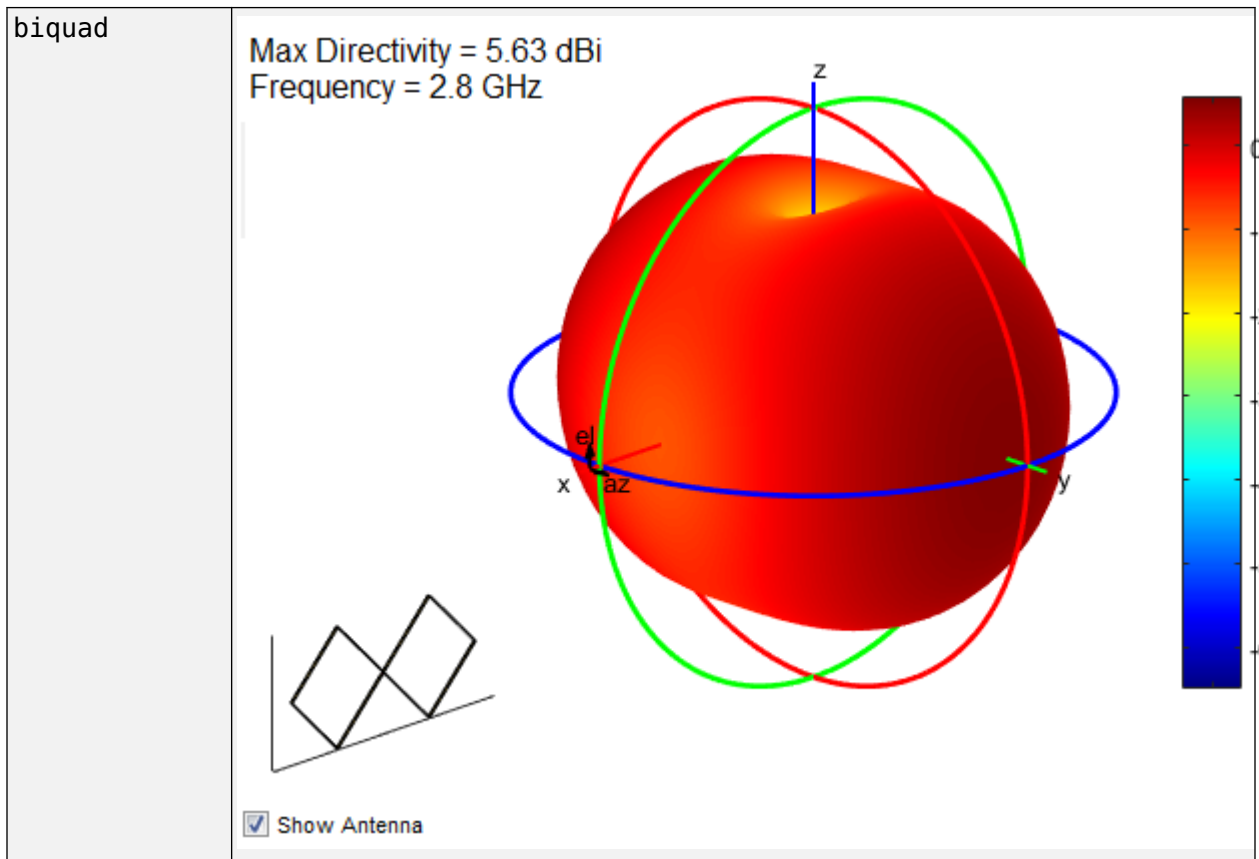 biquad
Max Directivity = 5.63 dBi
Frequency = 2.8 GHz
z
el
x
az
y
Show Antenna